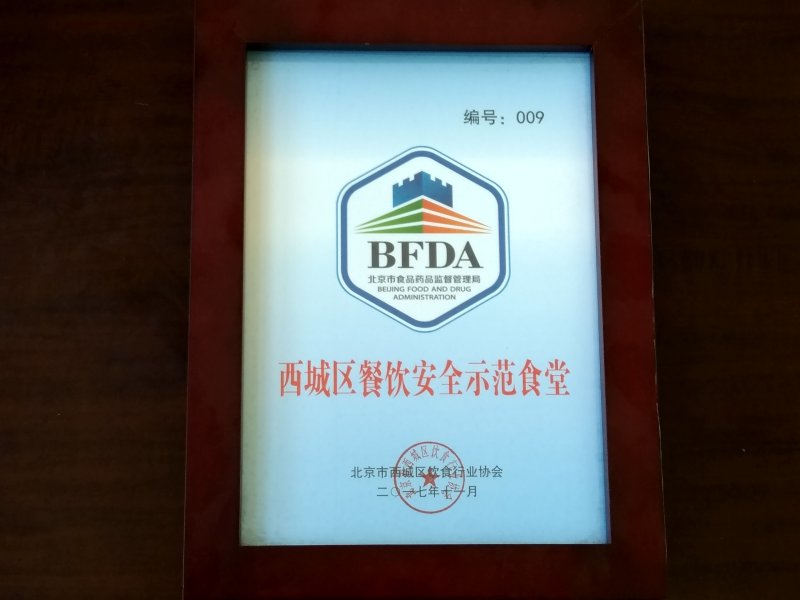 编号：009
BFDA
北京市食品药品监督管理局
BEIJING FOOD AND DRUG
ADMINISTRATION
西城区餐饮安全示范食堂
北京市西城区饮食行业协会
二〇一七年十一月